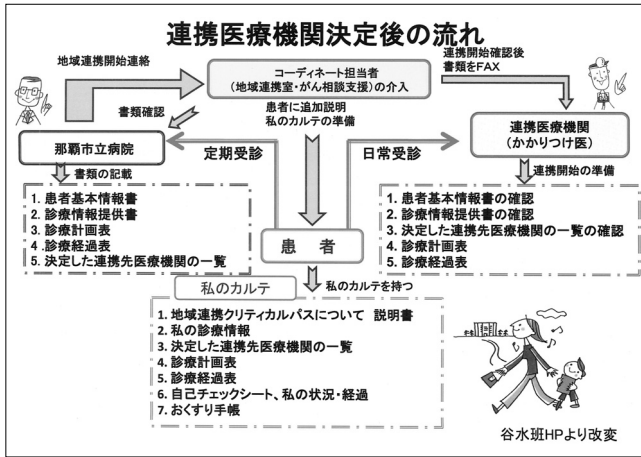 連携医療機関決定後の流れ
地域連携開始連絡
コーディネート担当者
(地域連携室・がん相談支援)の介入
連携開始確認後
書類をFAX
書類確認
患者に追加説明
私のカルテの準備
那覇市立病院
定期受診
日常受診
連携医療機関
(かかりつけ医)
書類の記載
連携開始の準備
1. 患者基本情報書
2. 診療情報提供書
3. 診療計画表
4. 診療経過表
5. 決定した連携先医療機関の一覧
1. 患者基本情報書の確認
2. 診療情報提供書の確認
3. 決定した連携先医療機関の一覧の確認
4. 診療計画表
5. 診療経過表
患 者
私のカルテ
私のカルテを持つ
1. 地域連携クリティカルパスについて 説明書
2. 私の診療情報
3. 決定した連携先医療機関の一覧
4. 診療計画表
5. 診療経過表
6. 自己チェックシート、私の状況・経過
7. おくすり手帳
谷水班HPより改変